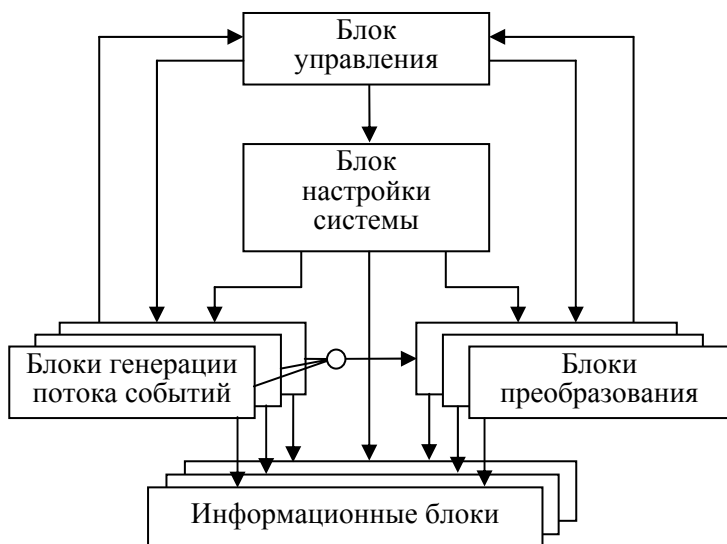 Блок
управления
Блок
настройки
системы
Блоки генерации
потока событий
Блоки
преобразования
Информационные блоки